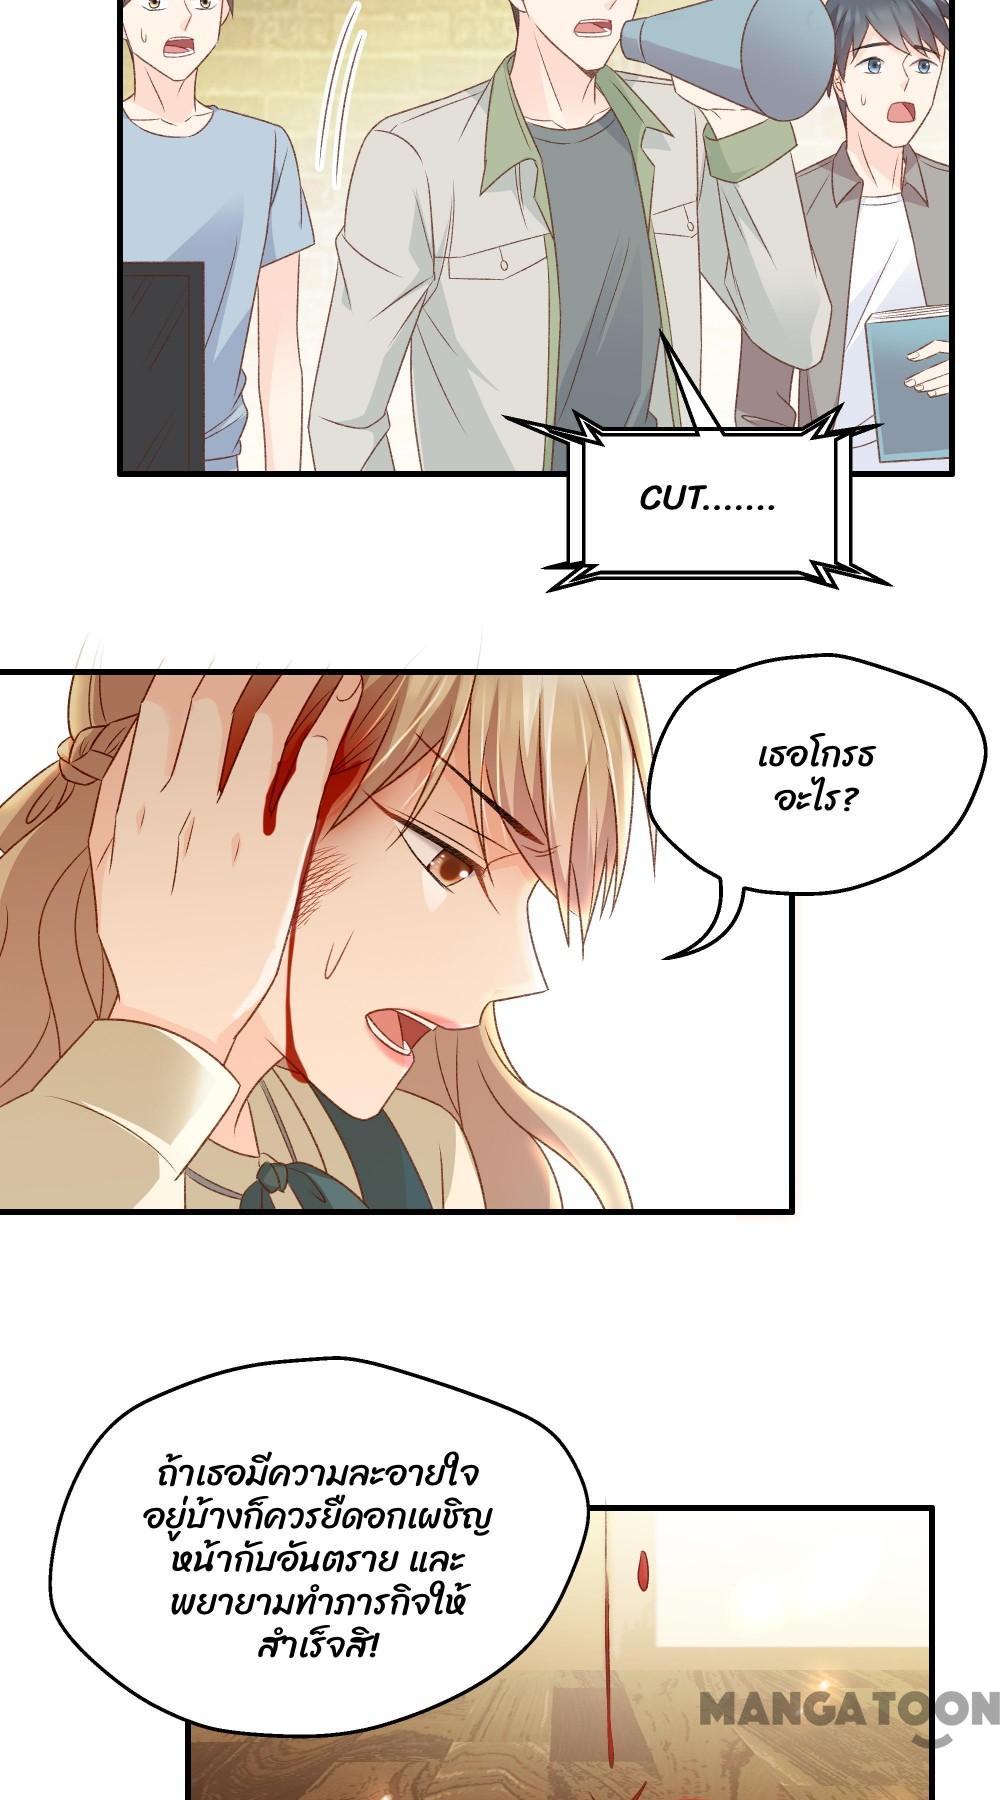 CUT.......
เธอโกรธ
อะไร?
ถ้าเธอมีความละอายใจ
อยู่บ้างก็ควรยืดอกเผชิญ
หน้ากับอันตราย และ
พยายามทำภารกิจให้
สำเร็จสิ!
MANGATOON